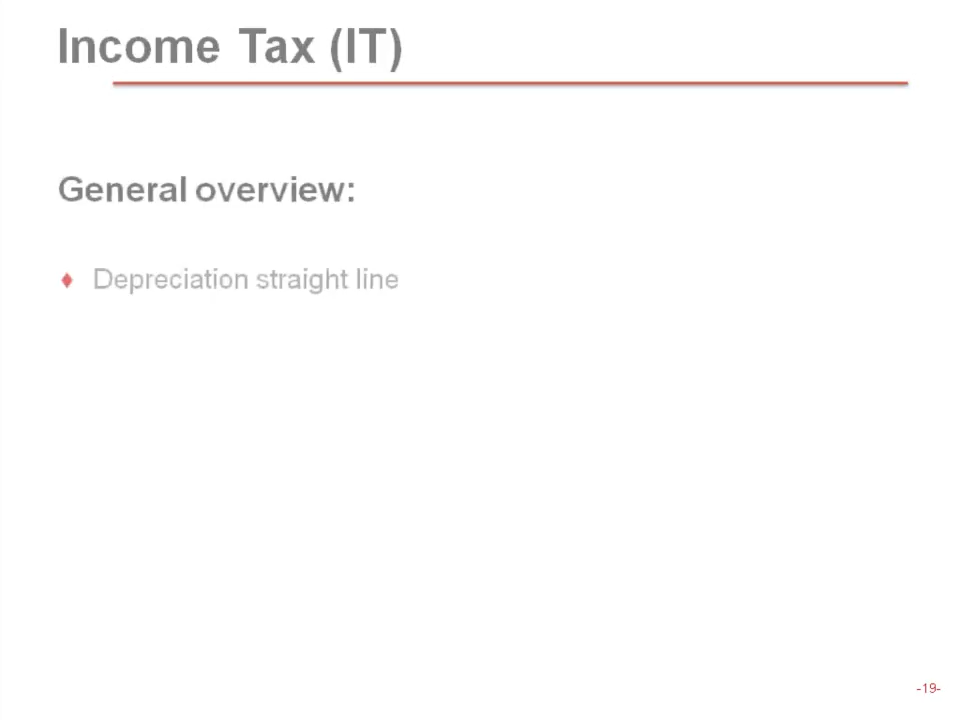 Income Tax (IT)
General overview:
Depreciation straight line
-19-